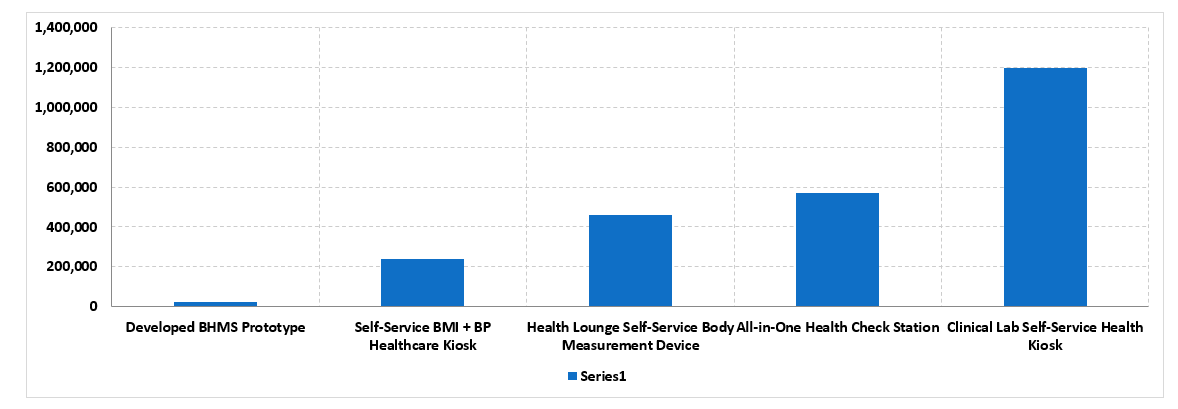 1,400,000
1,200,000
1,000,000
800,000
600,000
400,000
200,000
0
Developed BHMS Prototype
Self-Service BMI + BP
Healthcare Kiosk
Health Lounge Self-Service Body
Measurement Device
All-in-One Health Check Station
Clinical Lab Self-Service Health
Kiosk
Series1